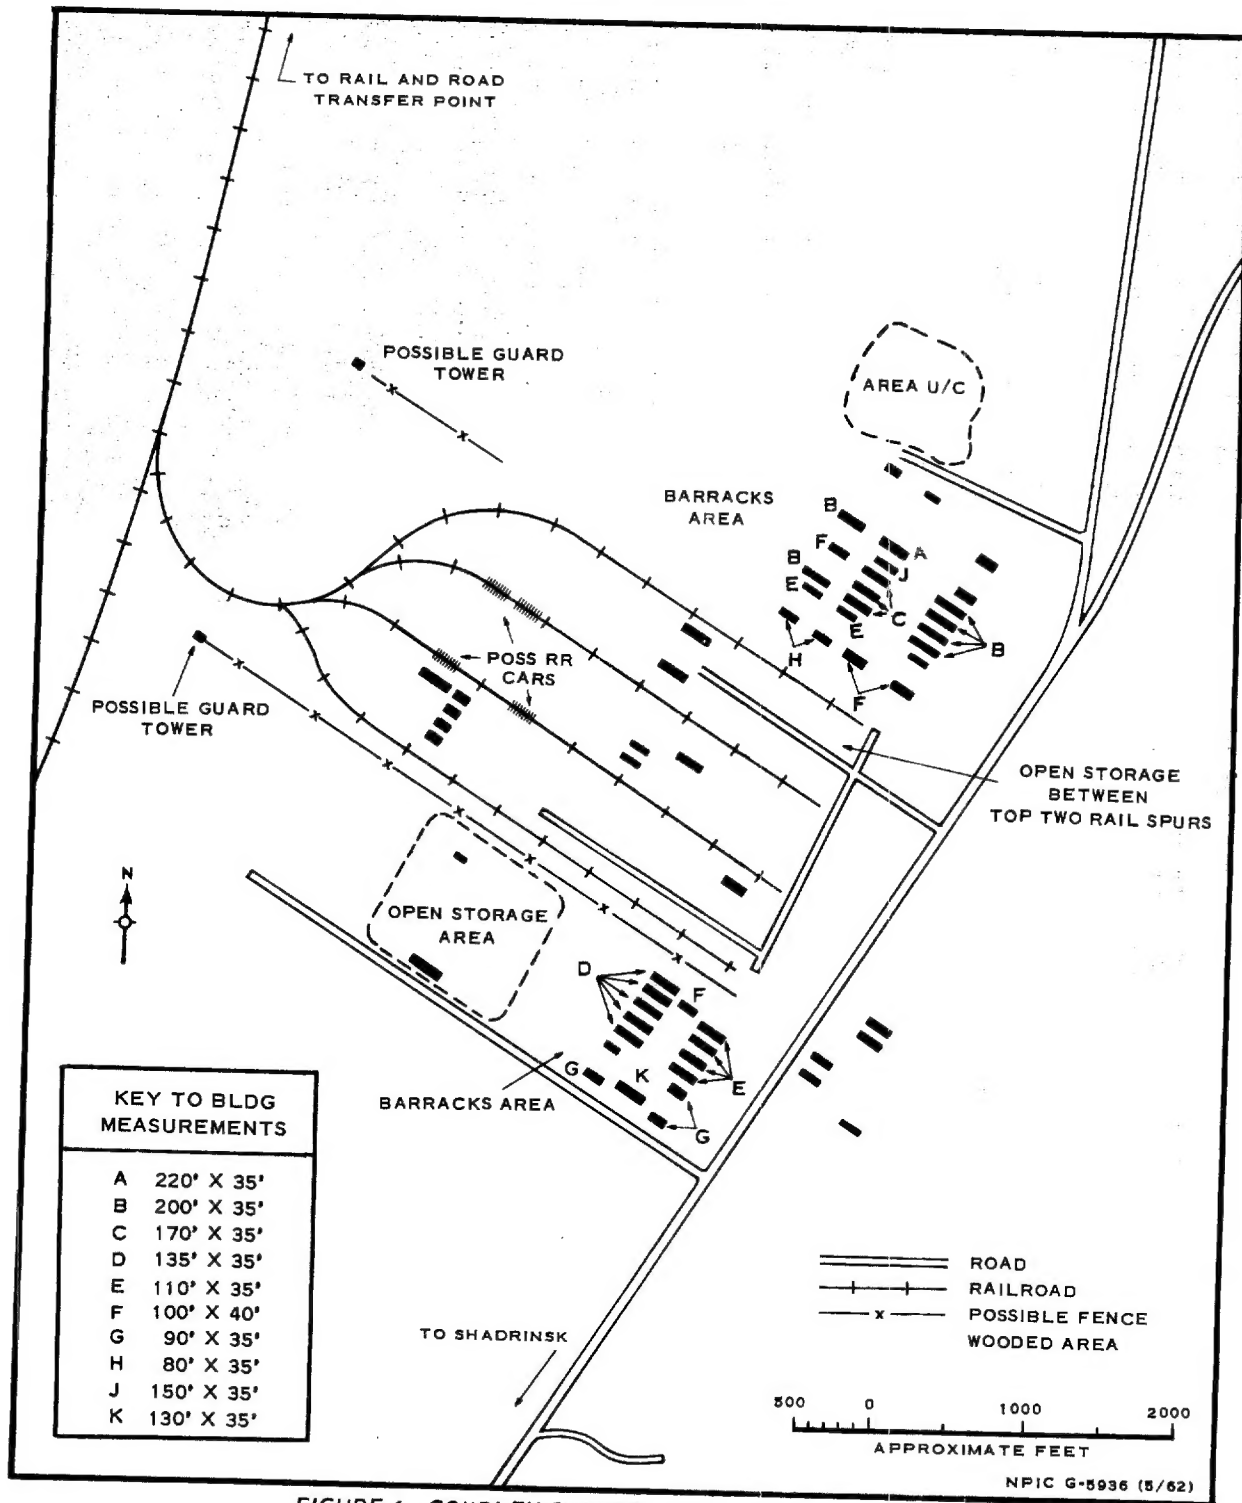 TO RAIL AND ROAD
TRANSFER POINT
POSSIBLE GUARD
TOWER
AREA U/C
BARRACKS
AREA
B
F
A
B
J
E
C
E
H
B
F
POSS RR
CARS
POSSIBLE GUARD
TOWER
OPEN STORAGE
BETWEEN
TOP TWO RAIL SPURS
N
OPEN STORAGE
AREA
D
F
G
K
E
BARRACKS AREA
G
KEY TO BLDG
MEASUREMENTS
A 220' X 35'
B 200' X 35'
C 170' X 35'
D 135' X 35'
E 110' X 35'
F 100' X 40'
G 90' X 35'
H 80' X 35'
J 150' X 35'
K 130' X 35'
ROAD
RAILROAD
x POSSIBLE FENCE
WOODED AREA
TO SHADRINSK
500 0 1000 2000
APPROXIMATE FEET
NPIC G-5936 (5/62)